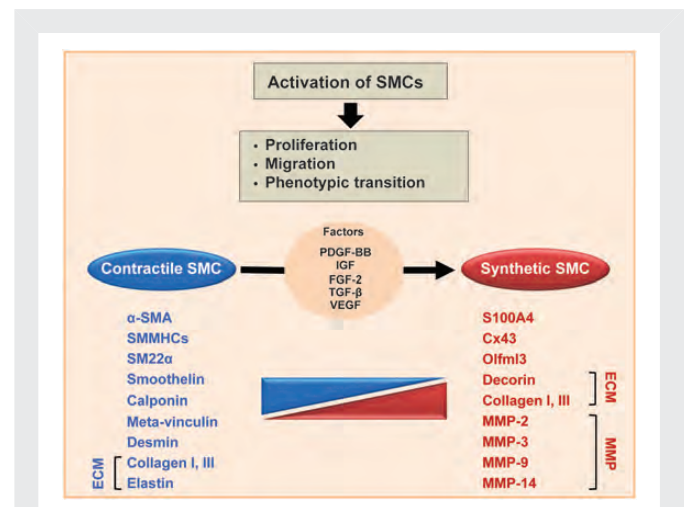 Activation of SMCs
• Proliferation
• Migration
• Phenotypic transition
Factors
PDGF-BB
IGF
FGF-2
TGF-β
VEGF
Contractile SMC
Synthetic SMC
α-SMA
SMMHCs
SM22α
Smoothelin
Calponin
Meta-vinculin
Desmin
Collagen I, III
Elastin
ECM
S100A4
Cx43
Olfml3
Decorin
Collagen I, III
ECM
MMP-2
MMP-3
MMP-9
MMP-14
MMP